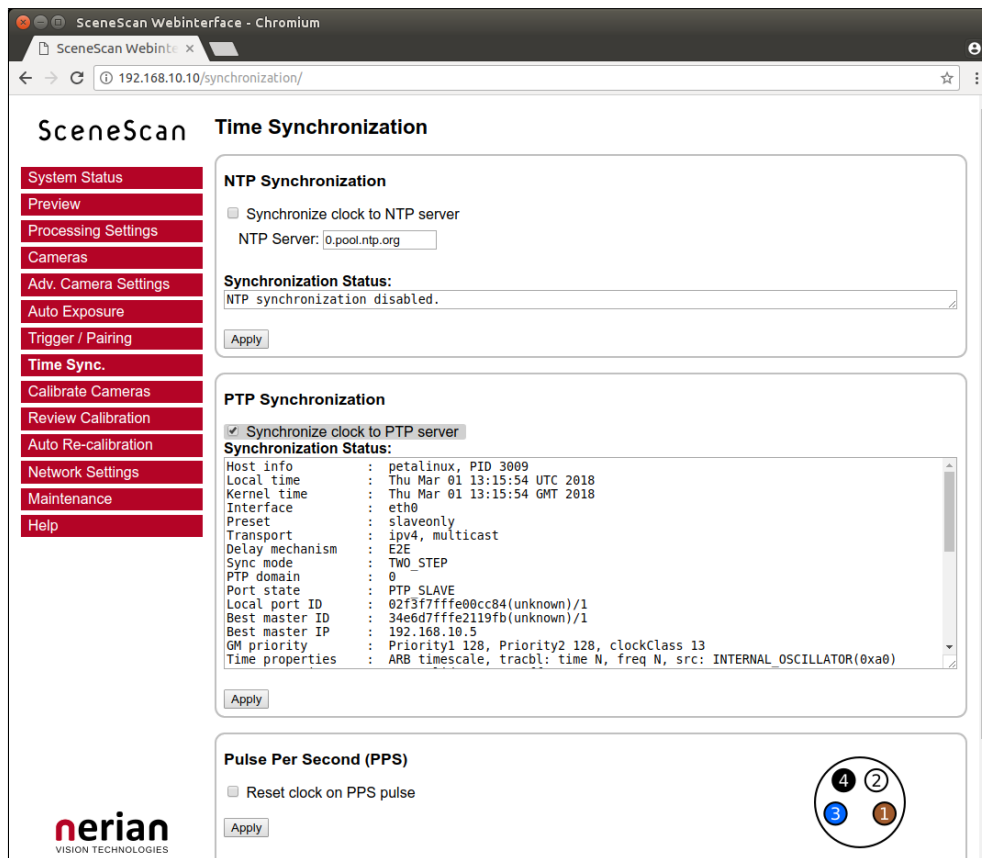 SceneScan Webinterface - Chromium
SceneScan Webinte
192.168.10.10/synchronization/
SceneScan
System Status
Preview
Processing Settings
Cameras
Adv. Camera Settings
Auto Exposure
Trigger / Pairing
Time Sync.
Calibrate Cameras
Review Calibration
Auto Re-calibration
Network Settings
Maintenance
Help
nerian
VISION TECHNOLOGIES
Time Synchronization
NTP Synchronization
Synchronize clock to NTP server
NTP Server: 0.pool.ntp.org
Synchronization Status:
NTP synchronization disabled.
Apply
PTP Synchronization
Synchronize clock to PTP server
Synchronization Status:
Host info : petalinux, PID 3009
Local time : Thu Mar 01 13:15:54 UTC 2018
Kernel time : Thu Mar 01 13:15:54 GMT 2018
Interface : eth0
Preset : slaveonly
Transport : ipv4, multicast
Delay mechanism : E2E
Sync mode : TWO_STEP
PTP domain : 0
Port state : PTP_SLAVE
Local port ID : 02f3f7fffe00cc84(unknown)/1
Best master ID : 34e6d7fffe2119fb(unknown)/1
Best master IP : 192.168.10.5
GM priority : Priority1 128, Priority2 128, clockClass 13
Time properties : ARB timescale, tracbl: time N, freq N, src: INTERNAL_OSCILLATOR(0xa0)
Apply
Pulse Per Second (PPS)
Reset clock on PPS pulse
Apply
4 2
3 1